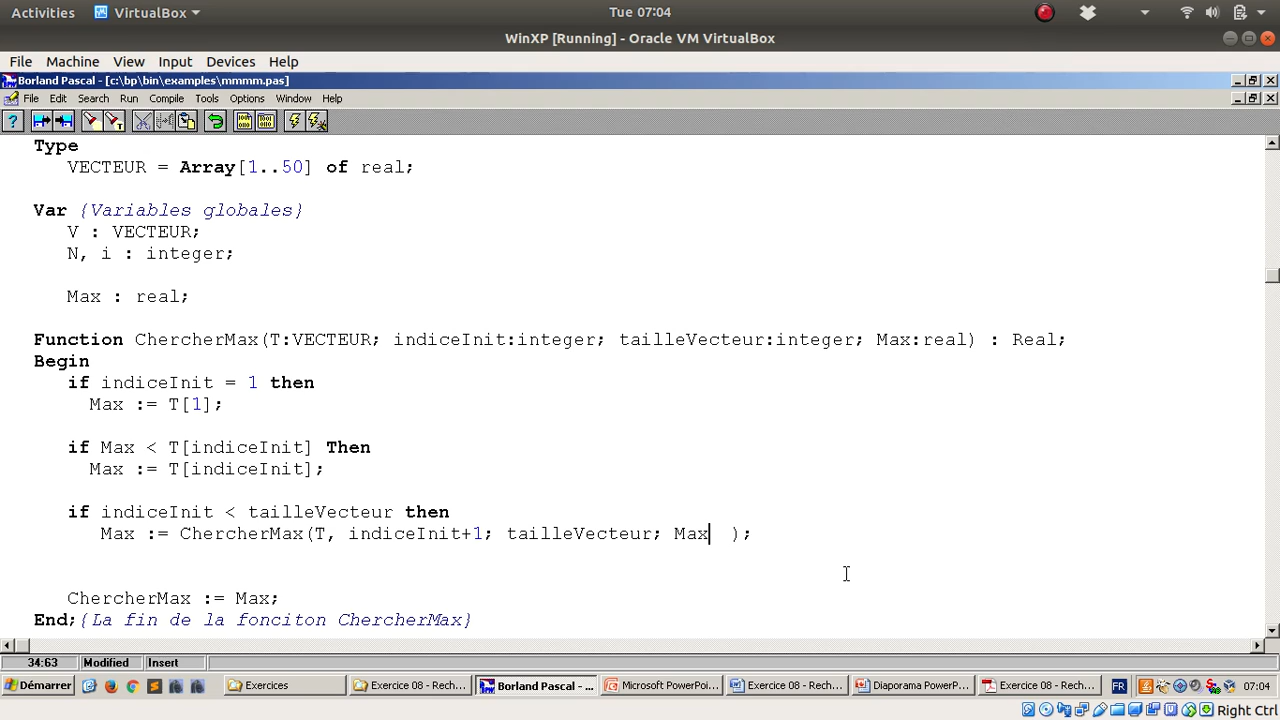 Activities VirtualBox Tue 07:04
WinXP [Running] - Oracle VM VirtualBox
File Machine View Input Devices Help
Borland Pascal - [c:\bp\bin\examples\mmmm.pas]
File Edit Search Run Compile Tools Options Window Help
Type
VECTEUR = Array[1..50] of real;
Var {Variables globales}
V : VECTEUR;
N, i : integer;
Max : real;
Function ChercherMax(T:VECTEUR; indiceInit:integer; tailleVecteur:integer; Max:real) : Real;
Begin
if indiceInit = 1 then
Max := T[1];
if Max < T[indiceInit] Then
Max := T[indiceInit];
if indiceInit < tailleVecteur then
Max := ChercherMax(T, indiceInit+1; tailleVecteur; Max );
ChercherMax := Max;
End;{La fin de la fonciton ChercherMax}
34:63 Modified Insert
Démarrer Exercices Exercice 08 - Rech... Borland Pascal - ... Microsoft PowerPoi... Exercice 08 - Rech... Diaporama PowerP... Exercice 08 - Rech... FR 07:04
Right Ctrl